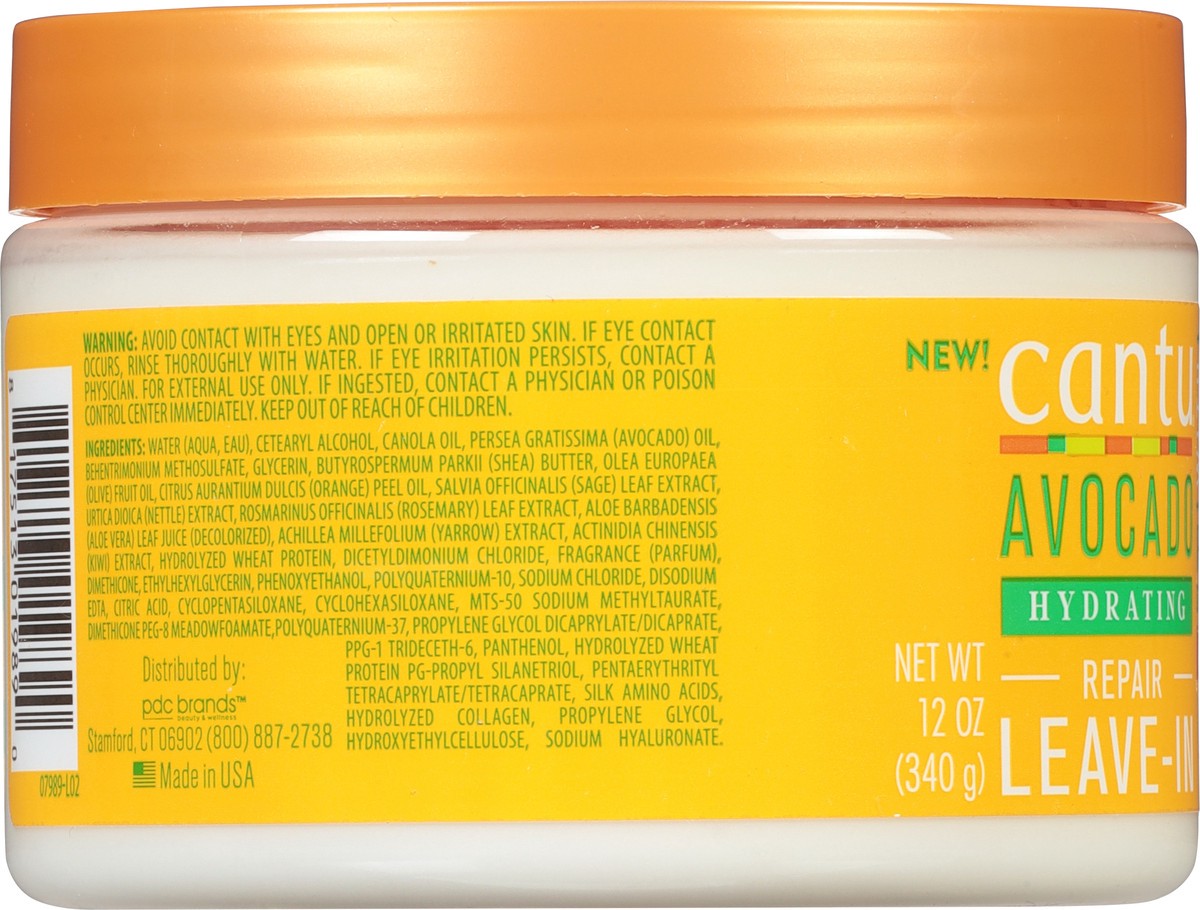 WARNING: AVOID CONTACT WITH EYES AND OPEN OR IRRITATED SKIN. IF EYE CONTACT
OCCURS, RINSE THOROUGHLY WITH WATER. IF EYE IRRITATION PERSISTS, CONTACT A
PHYSICIAN. FOR EXTERNAL USE ONLY. IF INGESTED, CONTACT A PHYSICIAN OR POISON
CONTROL CENTER IMMEDIATELY. KEEP OUT OF REACH OF CHILDREN.
INGREDIENTS: WATER (AQUA, EAU), CETEARYL ALCOHOL, CANOLA OIL, PERSEA GRATISSIMA (AVOCADO) OIL,
BEHENTRIMONIUM METHOSULFATE, GLYCERIN, BUTYROSPERMUM PARKII (SHEA) BUTTER, OLEA EUROPAEA
(OLIVE) FRUIT OIL, CITRUS AURANTIUM DULCIS (ORANGE) PEEL OIL, SALVIA OFFICINALIS (SAGE) LEAF EXTRACT,
URTICA DIOICA (NETTLE) EXTRACT, ROSMARINUS OFFICINALIS (ROSEMARY) LEAF EXTRACT, ALOE BARBADENSIS
(ALOE VERA) LEAF JUICE (DECOLORIZED), ACHILLEA MILLEFOLIUM (YARROW) EXTRACT, ACTINIDIA CHINENSIS
(KIWI) EXTRACT, HYDROLYZED WHEAT PROTEIN, DICETYLDIMONIUM CHLORIDE, FRAGRANCE (PARFUM),
DIMETHICONE, ETHYLHEXYLGLYCERIN, PHENOXYETHANOL, POLYQUATERNIUM-10, SODIUM CHLORIDE, DISODIUM
EDTA, CITRIC ACID, CYCLOPENTASILOXANE, CYCLOHEXASILOXANE, MTS-50 SODIUM METHYLTAURATE,
DIMETHICONE PEG-8 MEADOWFOAMATE, POLYQUATERNIUM-37, PROPYLENE GLYCOL DICAPRYLATE/DICAPRATE,
PPG-1 TRIDECETH-6, PANTHENOL, HYDROLYZED WHEAT
PROTEIN PG-PROPYL SILANETRIOL, PENTAERYTHRITYL
TETRACAPRYLATE/TETRACAPRATE, SILK AMINO ACIDS,
HYDROLYZED COLLAGEN, PROPYLENE GLYCOL,
HYDROXYETHYLCELLULOSE, SODIUM HYALURONATE.
Distributed by:
pdc brands™
beauty & wellness
Stamford, CT 06902 (800) 887-2738
Made in USA
8 17513 01989 0
07989-L02
NEW!
cantu
AVOCADO
HYDRATING
REPAIR
LEAVE-IN
NET WT
12 OZ
(340 g)